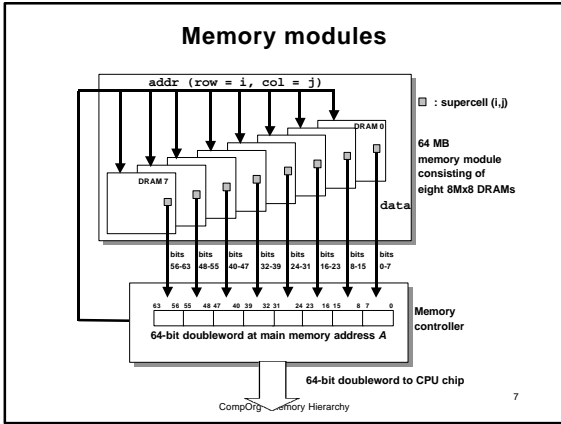 Memory modules
addr (row = i, col = j)
: supercell (i,j)
DRAM 0
64 MB
memory module
consisting of
eight 8Mx8 DRAMs
DRAM 7
data
bits bits bits bits bits bits bits bits
56-63 48-55 40-47 32-39 24-31 16-23 8-15 0-7
63 56 55 48 47 40 39 32 31 24 23 16 15 8 7 0
Memory
controller
64-bit doubleword at main memory address A
64-bit doubleword to CPU chip
CompOrg Memory Hierarchy
7